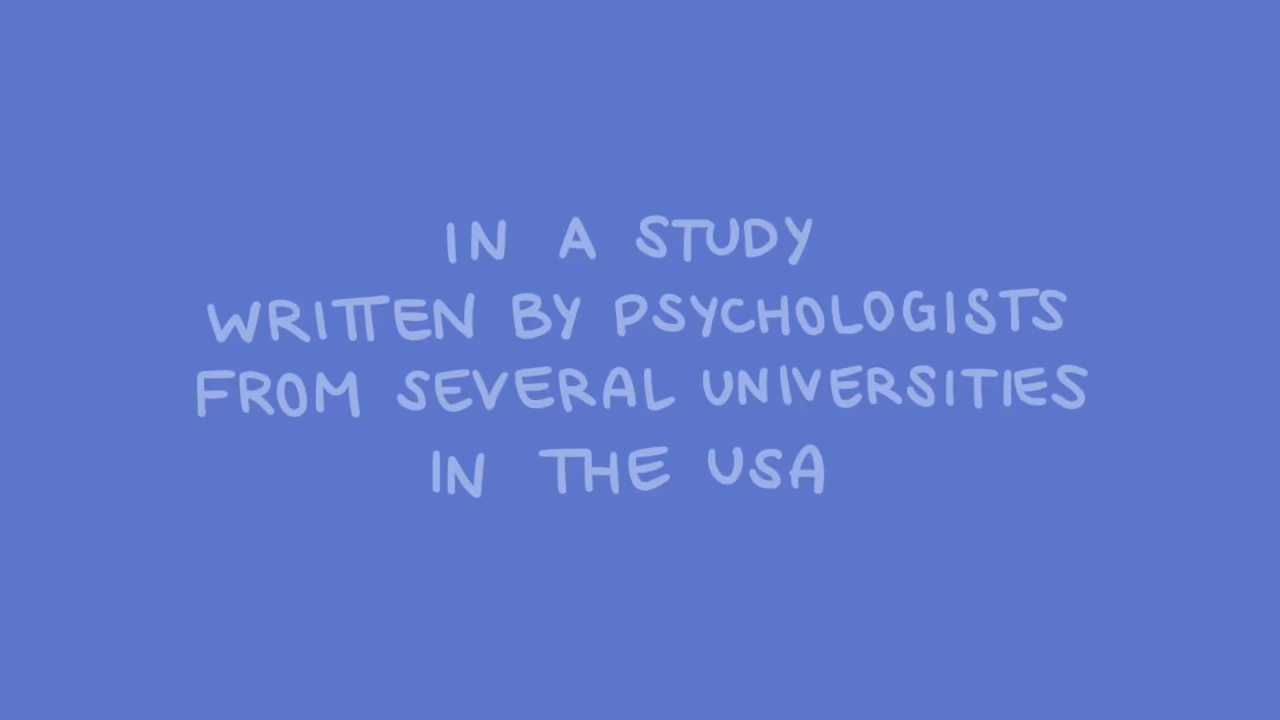 IN A STUDY
WRITTEN BY PSYCHOLOGISTS
FROM SEVERAL UNIVERSITIES
IN THE USA